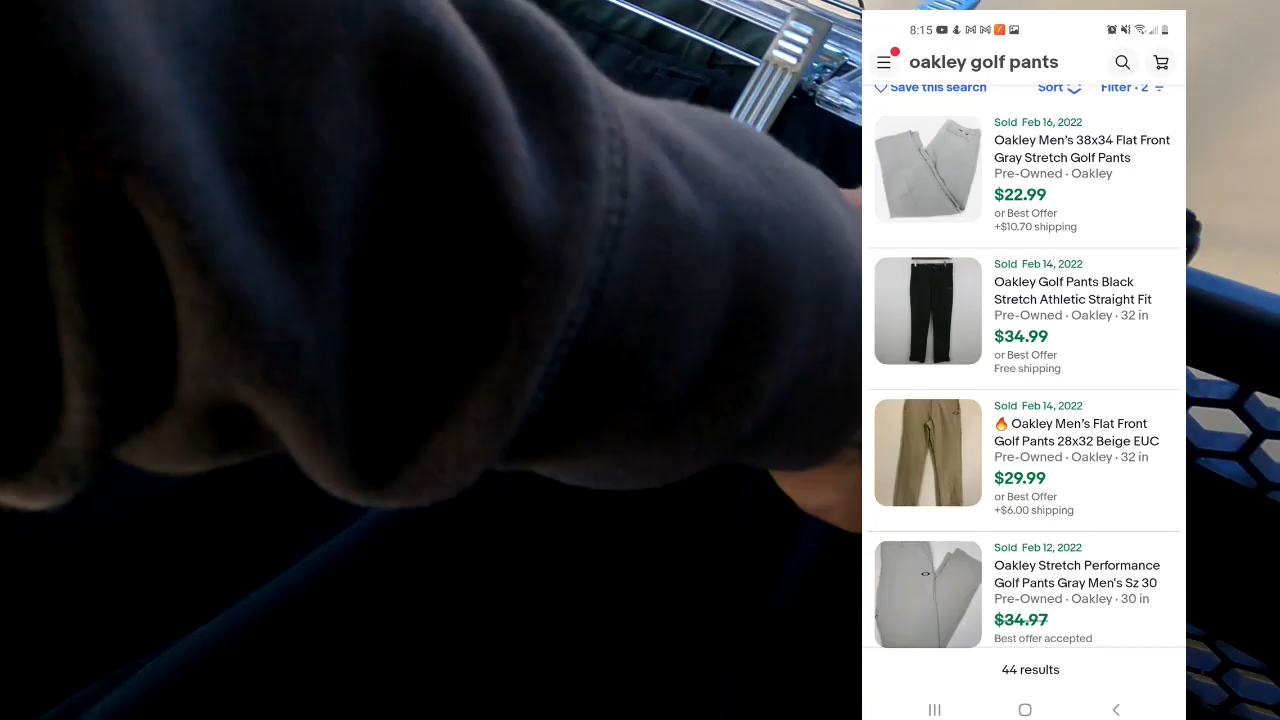 8:15
oakley golf pants
Save this search Sort Filter · 2
Sold Feb 16, 2022
Oakley Men's 38x34 Flat Front
Gray Stretch Golf Pants
Pre-Owned · Oakley
$22.99
or Best Offer
+$10.70 shipping
Sold Feb 14, 2022
Oakley Golf Pants Black
Stretch Athletic Straight Fit
Pre-Owned · Oakley · 32 in
$34.99
or Best Offer
Free shipping
Sold Feb 14, 2022
🔥 Oakley Men's Flat Front
Golf Pants 28x32 Beige EUC
Pre-Owned · Oakley · 32 in
$29.99
or Best Offer
+$6.00 shipping
Sold Feb 12, 2022
Oakley Stretch Performance
Golf Pants Gray Men's Sz 30
Pre-Owned · Oakley · 30 in
$34.97
Best offer accepted
44 results